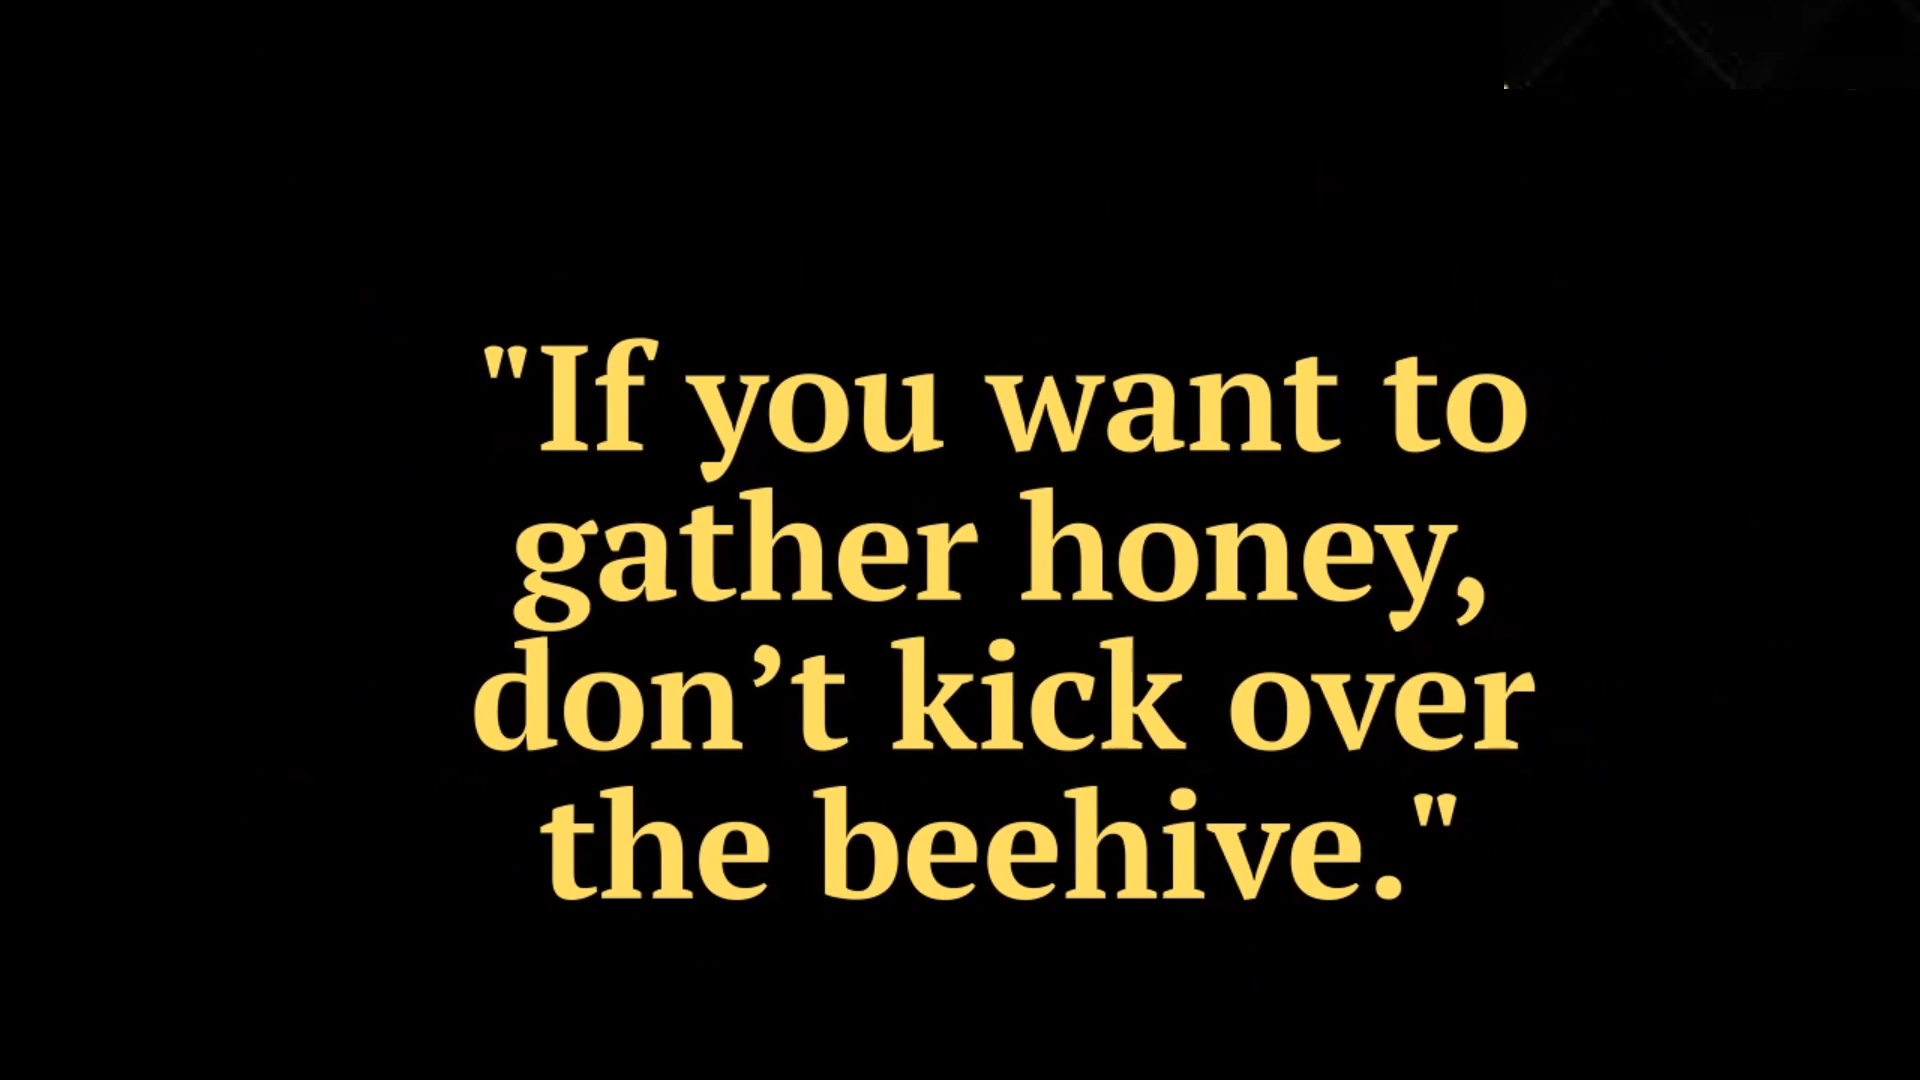 "If you want to
gather honey,
don’t kick over
the beehive."